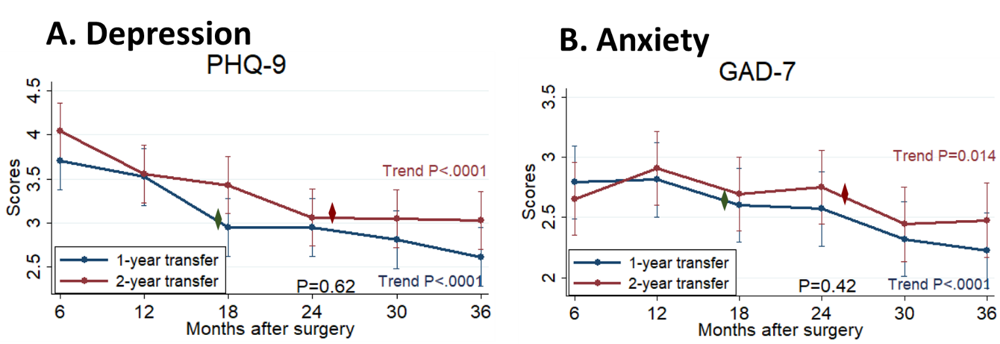 A. Depression
PHQ-9
4.5
4
3.5
3
2.5
Scores
Trend P<.0001
1-year transfer
2-year transfer
P=0.62
Trend P<.0001
6 12 18 24 30 36
Months after surgery
B. Anxiety
GAD-7
3.5
3
2.5
2
Scores
Trend P=0.014
1-year transfer
2-year transfer
P=0.42
Trend P<.0001
6 12 18 24 30 36
Months after surgery